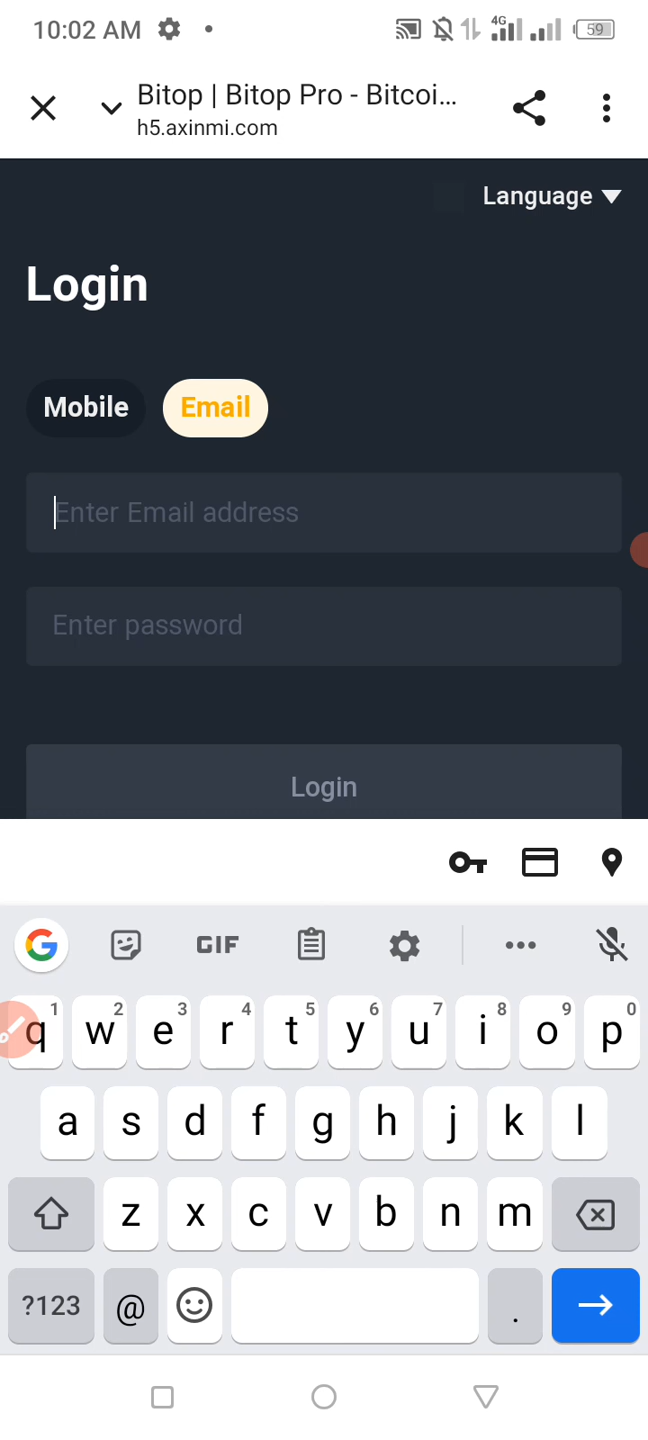 10:02 AM
4G
59
Bitop | Bitop Pro - Bitcoi...
h5.axinmi.com
Language
Login
Mobile Email
Enter Email address
Enter password
Login
G GIF
1 2 3 4 5 6 7 8 9 0
q w e r t y u i o p
a s d f g h j k l
z x c v b n m
?123 @ .